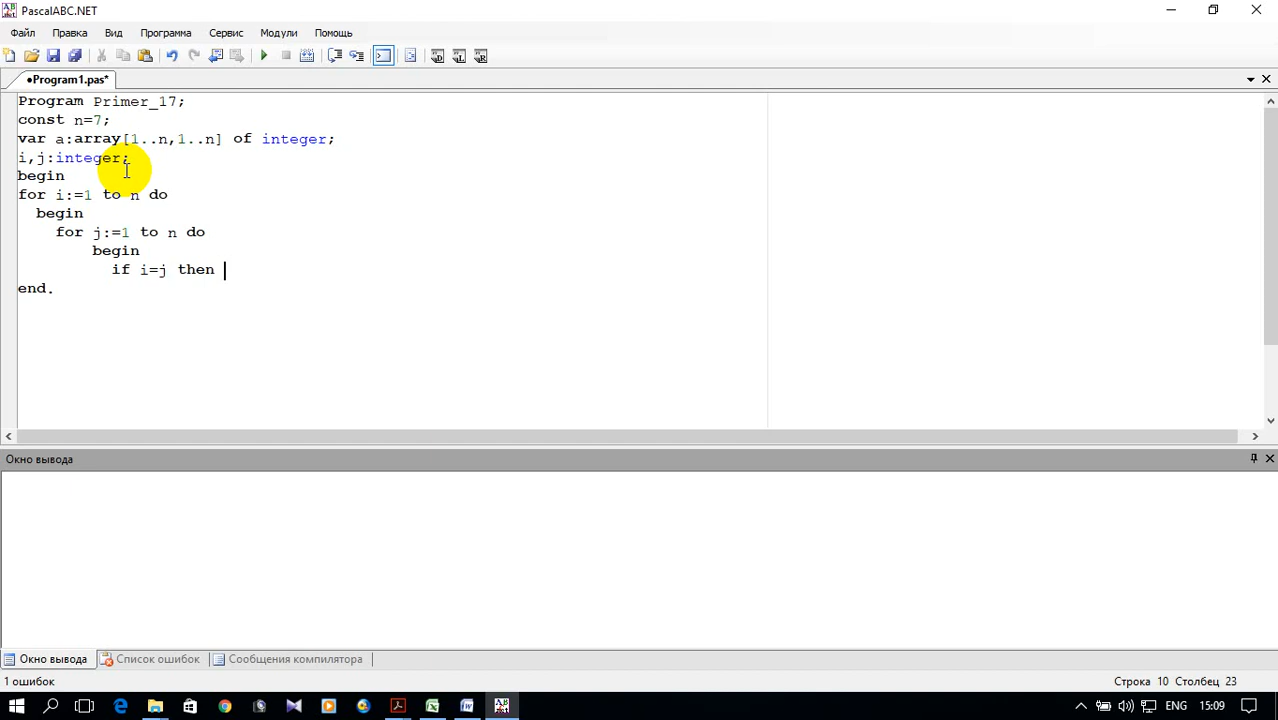 PascalABC.NET
Файл Правка Вид Программа Сервис Модули Помощь
•Program1.pas*
Program Primer_17;
const n=7;
var a:array[1..n,1..n] of integer;
i,j:integer;
begin
for i:=1 to n do
begin
for j:=1 to n do
begin
if i=j then
end.
Окно вывода
Окно вывода Список ошибок Сообщения компилятора
1 ошибок Строка 10 Столбец 23
ENG 15:09